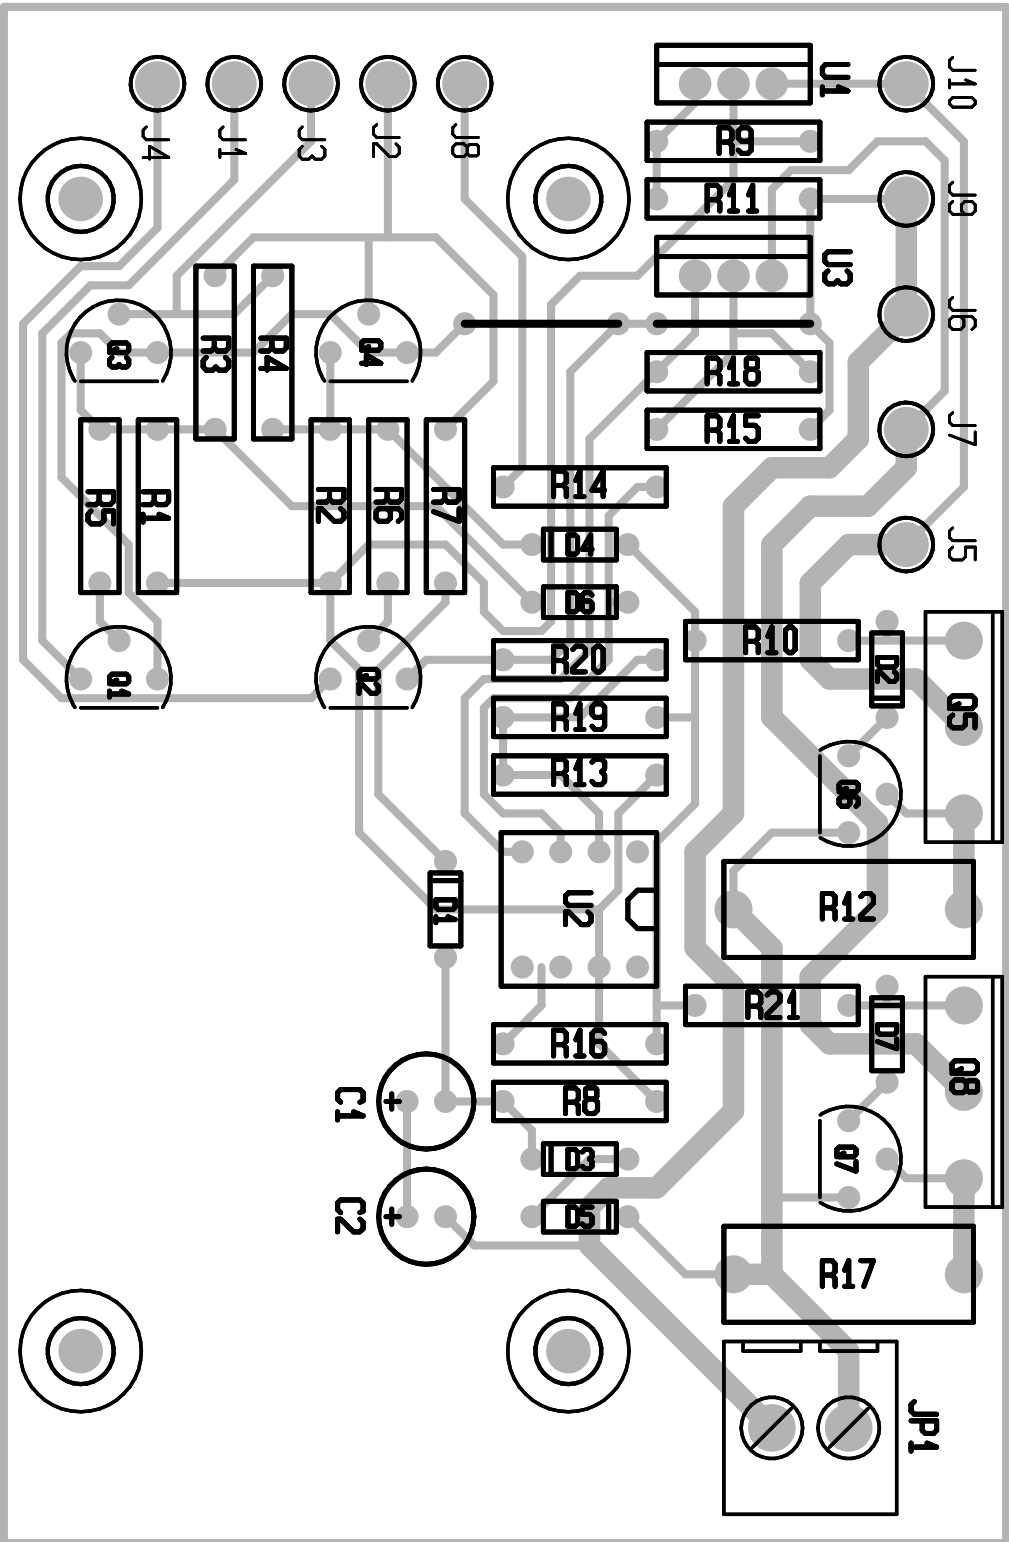 J4
J1
J3
J2
J8
U1
J10
R9
R11
J9
U3
J6
Q3
R3
R4
Q4
R18
R15
J7
R5
R1
R2
R6
R7
R14
D4
J5
D6
R20
R10
D2
Q1
Q2
R19
Q5
R13
Q6
D1
U2
R12
R16
R21
D7
C1
+
R8
Q8
D3
Q7
C2
+
D5
R17
JP1